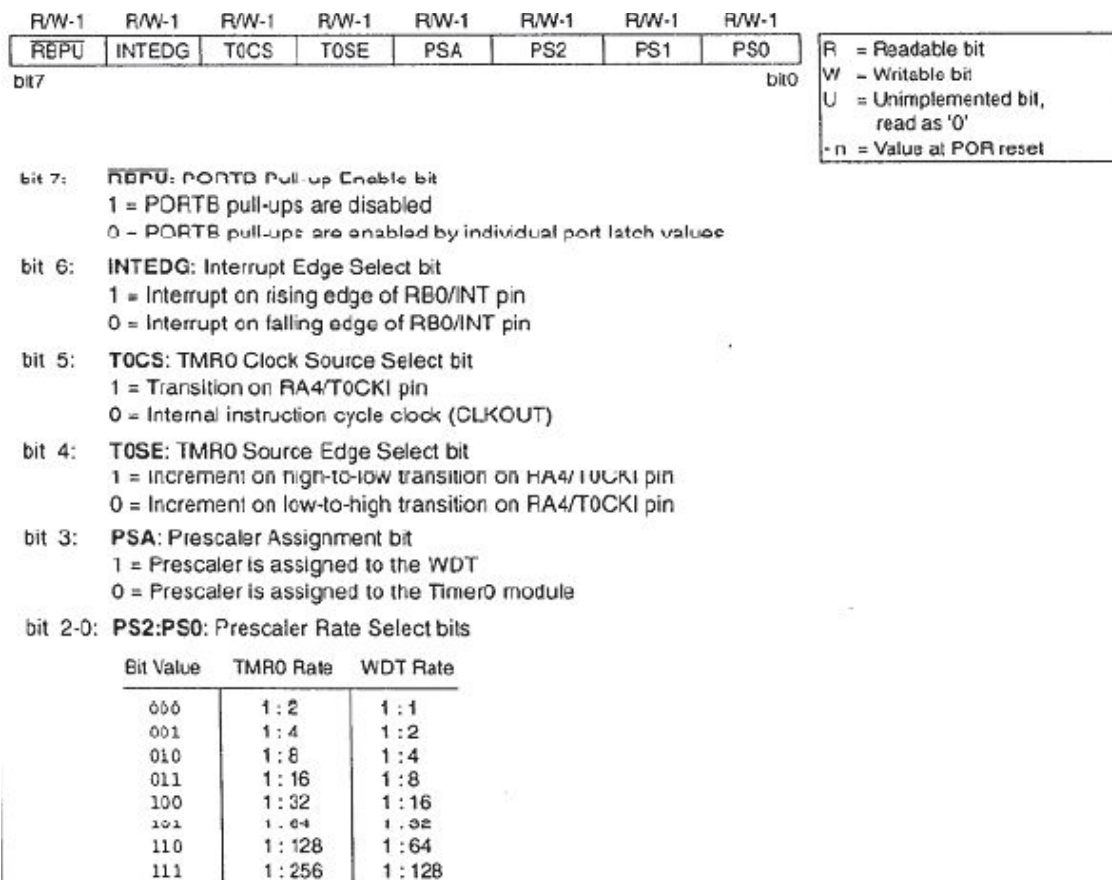 R/W-1 R/W-1 R/W-1 R/W-1 R/W-1 R/W-1 R/W-1 R/W-1
RBPU INTEDG T0CS T0SE PSA PS2 PS1 PS0
bit7 bit0
R = Readable bit
W = Writable bit
U = Unimplemented bit,
read as '0'
- n = Value at POR reset
bit 7: RBPU: PORTB Pull-up Enable bit
1 = PORTB pull-ups are disabled
0 = PORTB pull-ups are enabled by individual port latch values
bit 6: INTEDG: Interrupt Edge Select bit
1 = Interrupt on rising edge of RB0/INT pin
0 = Interrupt on falling edge of RB0/INT pin
bit 5: T0CS: TMR0 Clock Source Select bit
1 = Transition on RA4/T0CKI pin
0 = Internal instruction cycle clock (CLKOUT)
bit 4: T0SE: TMR0 Source Edge Select bit
1 = Increment on high-to-low transition on RA4/T0CKI pin
0 = Increment on low-to-high transition on RA4/T0CKI pin
bit 3: PSA: Prescaler Assignment bit
1 = Prescaler is assigned to the WDT
0 = Prescaler is assigned to the Timer0 module
bit 2-0: PS2:PS0: Prescaler Rate Select bits
Bit Value TMR0 Rate WDT Rate
000 1 : 2 1 : 1
001 1 : 4 1 : 2
010 1 : 8 1 : 4
011 1 : 16 1 : 8
100 1 : 32 1 : 16
101 1 : 64 1 : 32
110 1 : 128 1 : 64
111 1 : 256 1 : 128